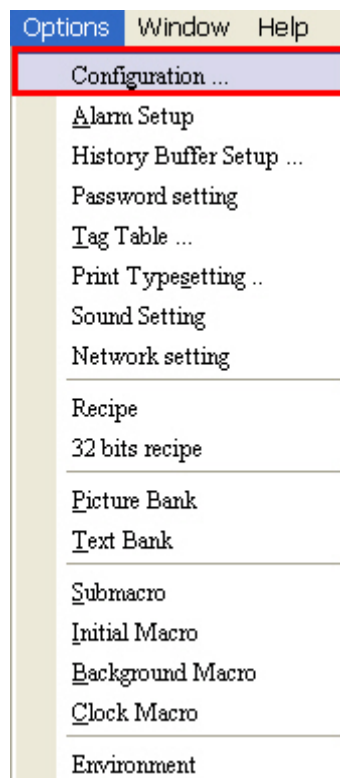 Options Window Help
Configuration ...
Alarm Setup
History Buffer Setup ...
Password setting
Tag Table ...
Print Typesetting ..
Sound Setting
Network setting
Recipe
32 bits recipe
Picture Bank
Text Bank
Submacro
Initial Macro
Background Macro
Clock Macro
Environment